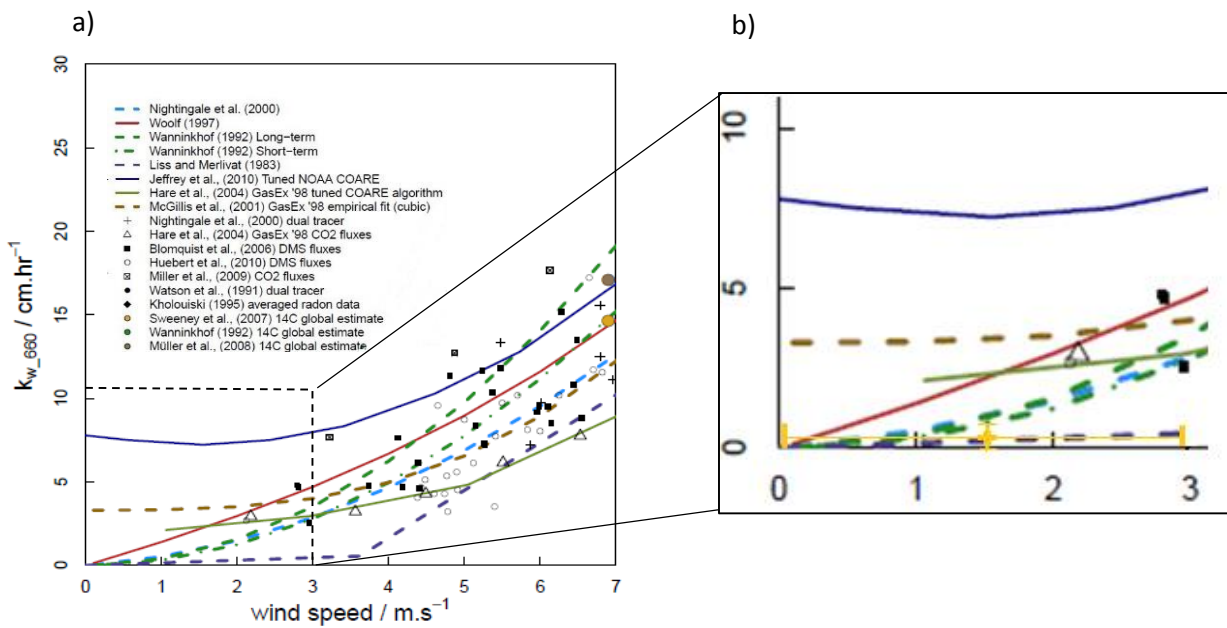 a)
b)
30
25
20
15
10
5
0
k_w_660 / cm.hr⁻¹
Nightingale et al. (2000)
Woolf (1997)
Wanninkhof (1992) Long−term
Wanninkhof (1992) Short−term
Liss and Merlivat (1983)
Jeffrey et al. (2010) Tuned NOAA COARE
Hare et al., (2004) GasEx '98 tuned COARE algorithm
McGillis et al., (2001) GasEx '98 empirical fit (cubic)
Nightingale et al., (2000) dual tracer
Hare et al., (2004) GasEx '98 CO2 fluxes
Blomquist et al., (2006) DMS fluxes
Huebert et al., (2010) DMS fluxes
Miller et al., (2009) CO2 fluxes
Watson et al., (1991) dual tracer
Kholouiski (1995) averaged radon data
Sweeney et al., (2007) 14C global estimate
Wanninkhof (1992) 14C global estimate
Müller et al., (2008) 14C global estimate
0 1 2 3 4 5 6 7
wind speed / m.s⁻¹
10
5
0
0 1 2 3